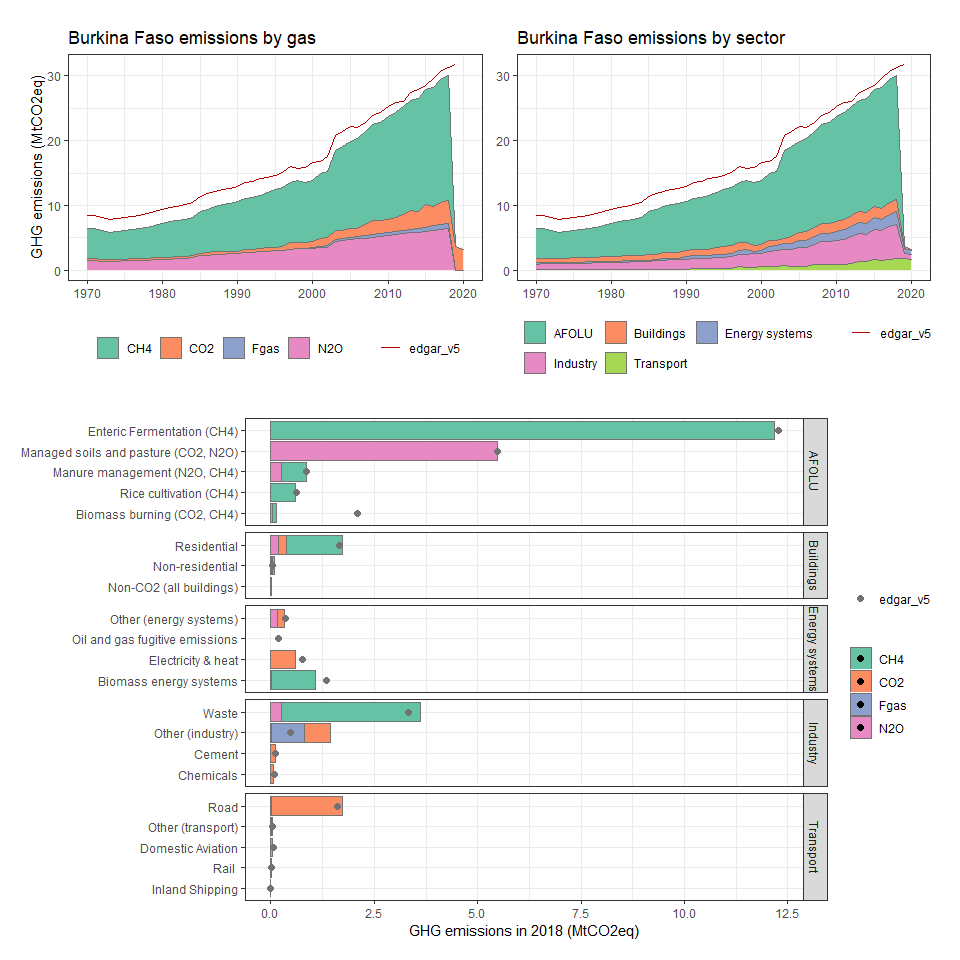 Burkina Faso emissions by gas
GHG emissions (MtCO2eq)
30
20
10
0
1970 1980 1990 2000 2010 2020
CH4 CO2 Fgas N2O edgar_v5
Burkina Faso emissions by sector
30
20
10
0
1970 1980 1990 2000 2010 2020
AFOLU Buildings Energy systems edgar_v5
Industry Transport
Enteric Fermentation (CH4)
Managed soils and pasture (CO2, N2O)
Manure management (N2O, CH4)
Rice cultivation (CH4)
Biomass burning (CO2, CH4)
AFOLU
Residential
Non-residential
Non-CO2 (all buildings)
Buildings
Other (energy systems)
Oil and gas fugitive emissions
Electricity & heat
Biomass energy systems
Energy systems
Waste
Other (industry)
Cement
Chemicals
Industry
Road
Other (transport)
Domestic Aviation
Rail
Inland Shipping
Transport
0.0 2.5 5.0 7.5 10.0 12.5
GHG emissions in 2018 (MtCO2eq)
edgar_v5
CH4
CO2
Fgas
N2O